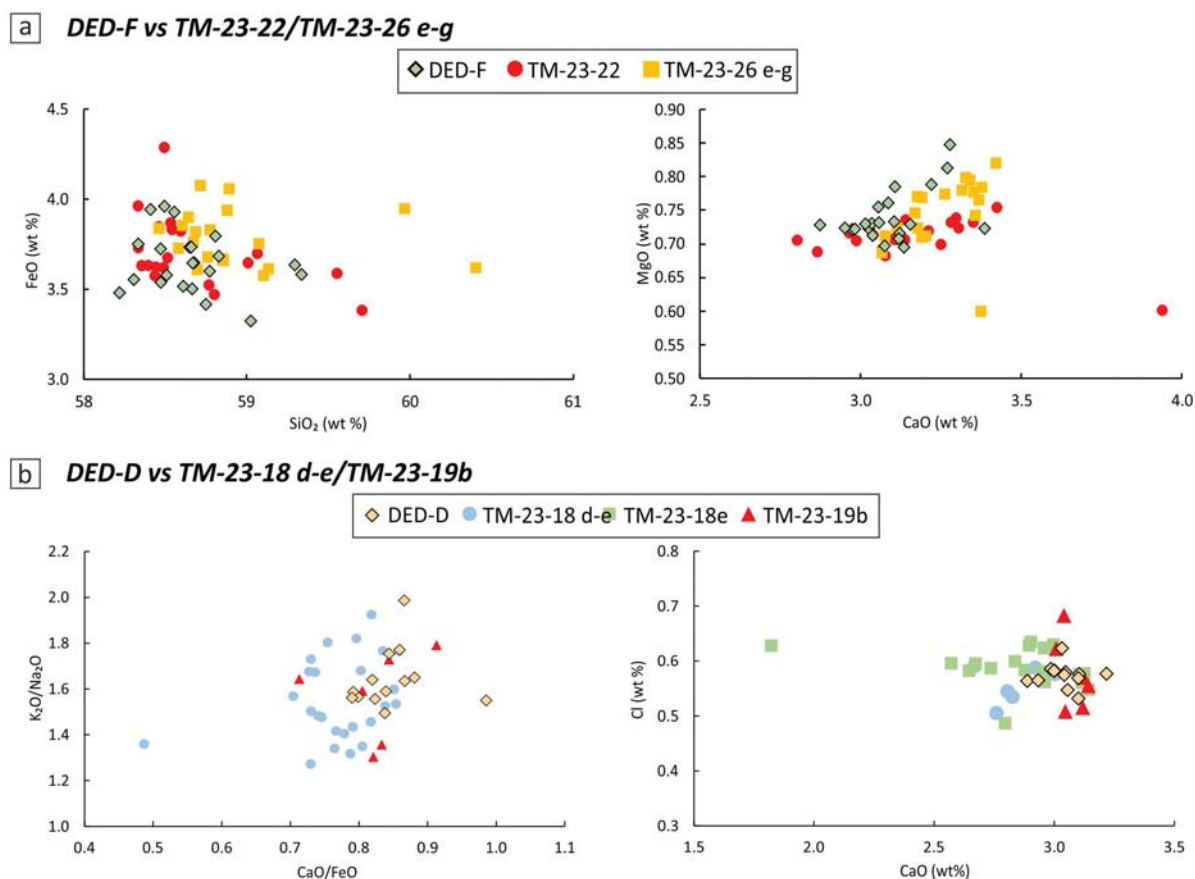 a DED-F vs TM-23-22/TM-23-26 e-g
DED-F TM-23-22 TM-23-26 e-g
4.5
4.0
3.5
3.0
FeO (wt %)
58 59 60 61
SiO₂ (wt %)
0.90
0.85
0.80
0.75
0.70
0.65
0.60
0.55
0.50
MgO (wt %)
2.5 3.0 3.5 4.0
CaO (wt %)
b DED-D vs TM-23-18 d-e/TM-23-19b
DED-D TM-23-18 d-e TM-23-18e TM-23-19b
2.2
2.0
1.8
1.6
1.4
1.2
1.0
K₂O/Na₂O
0.4 0.5 0.6 0.7 0.8 0.9 1.0 1.1
CaO/FeO
0.8
0.7
0.6
0.5
0.4
0.3
Cl (wt %)
1.5 2.0 2.5 3.0 3.5
CaO (wt%)